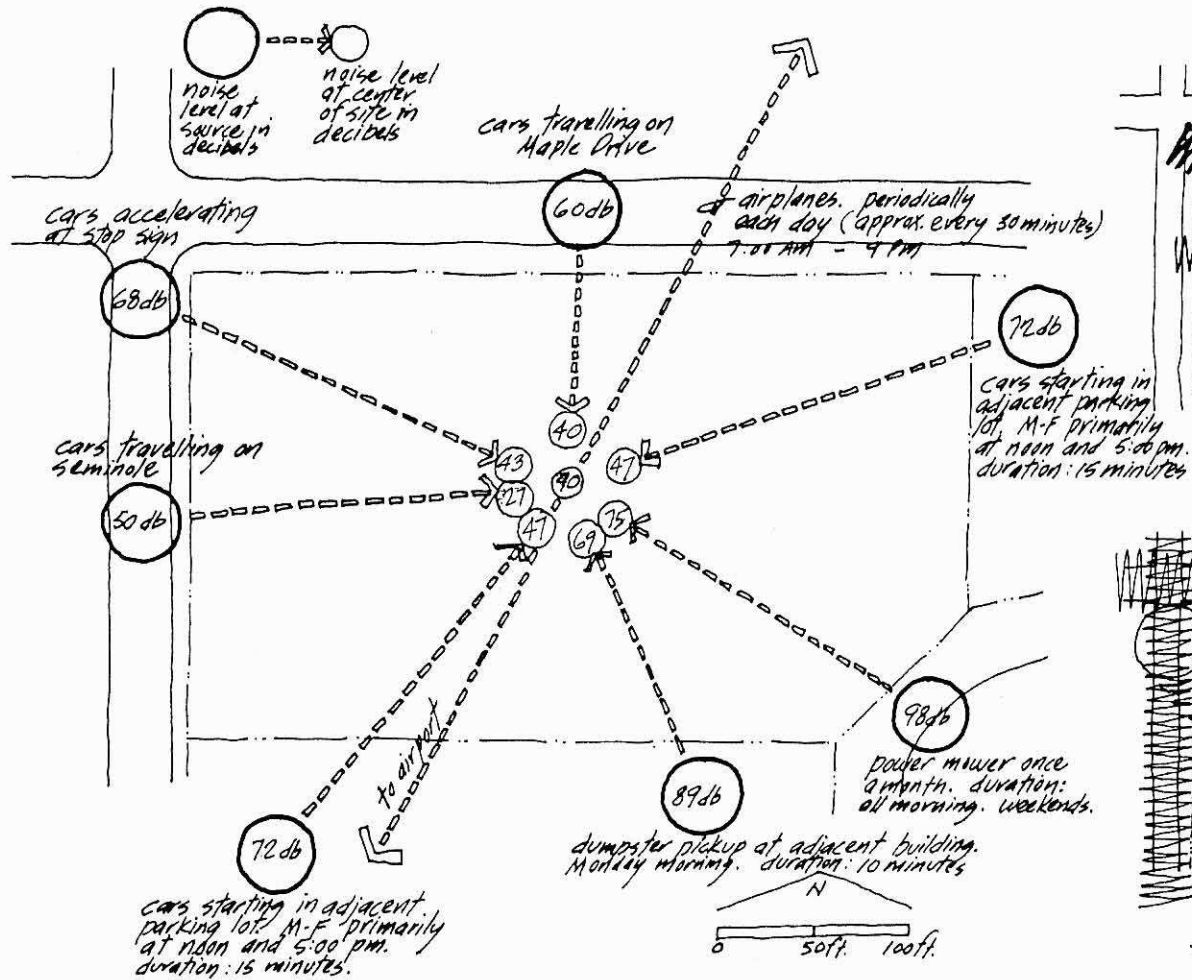 noise
level at
source in
decibels
noise level
at center
of site in
decibels
cars travelling on
Maple Drive
60db
airplanes. periodically
each day (approx. every 30 minutes)
7:00 AM - 9 PM
cars accelerating
at stop sign
68db
72db
cars starting in
adjacent parking
lot, M-F primarily
at noon and 5:00 pm.
duration: 15 minutes
cars travelling on
seminole
50db
40
43
47
90
27
47
75
69
98db
power mower once
a month. duration:
all morning. weekends.
to airport
89db
dumpster pickup at adjacent building.
Monday morning. duration: 10 minutes
72db
cars starting in adjacent
parking lot. M-F primarily
at noon and 5:00 pm.
duration: 15 minutes.
N
0 50ft. 100ft.